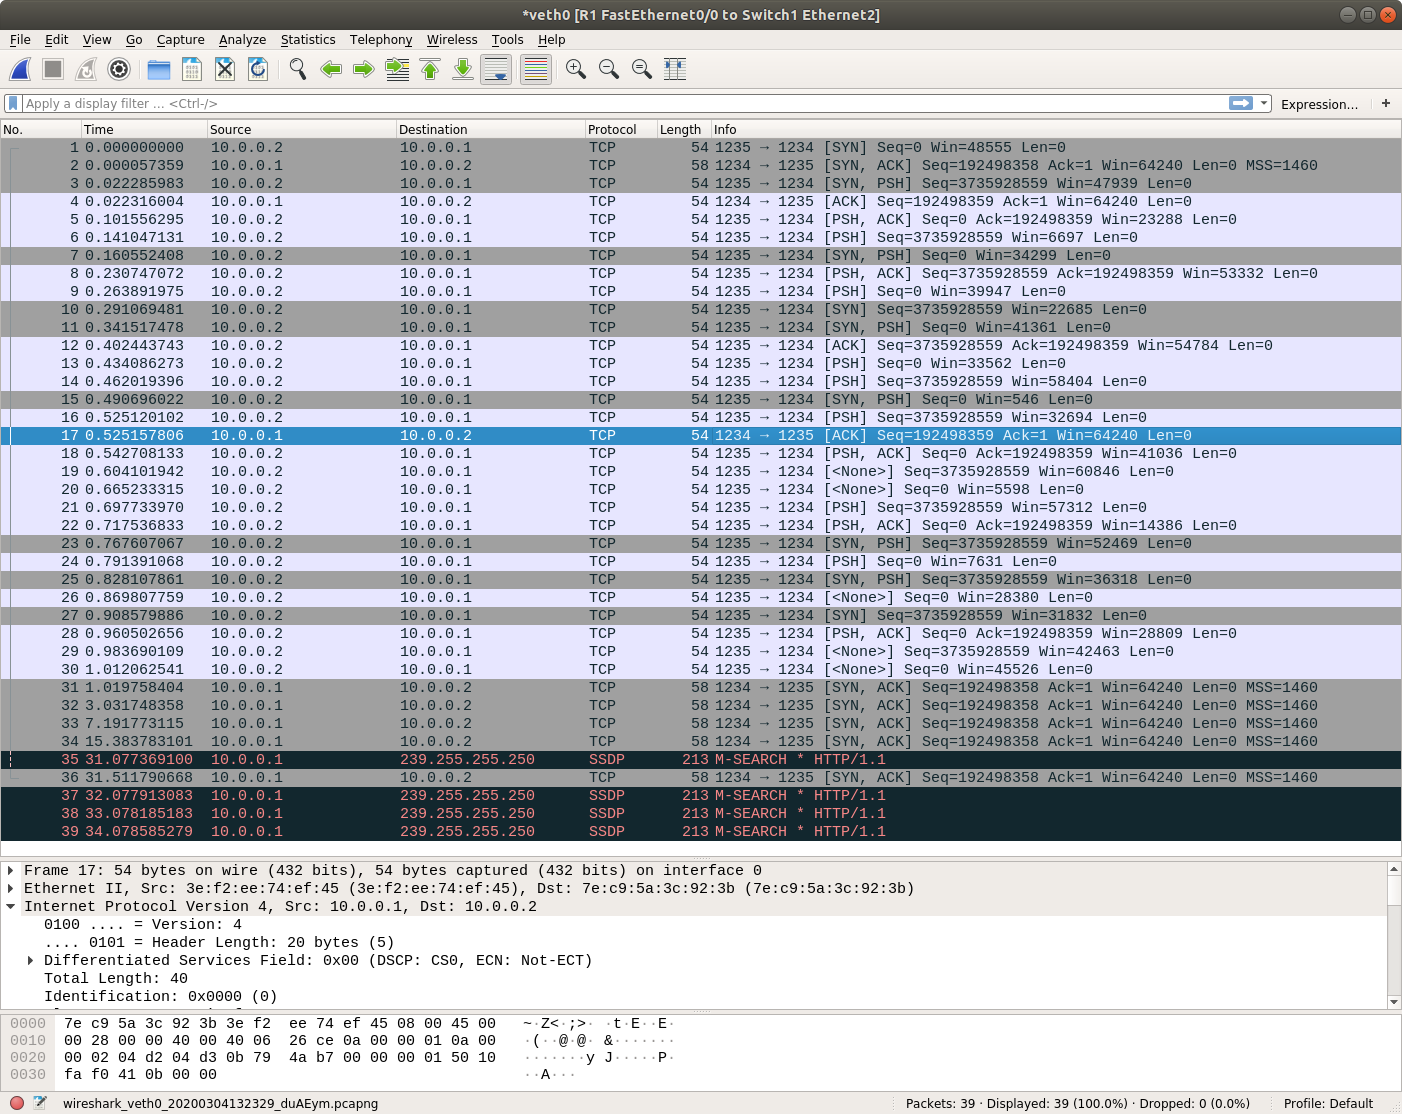 *veth0 [R1 FastEthernet0/0 to Switch1 Ethernet2]
File Edit View Go Capture Analyze Statistics Telephony Wireless Tools Help
Apply a display filter ... <Ctrl-/> Expression... +
No. Time Source Destination Protocol Length Info
1 0.000000000 10.0.0.2 10.0.0.1 TCP 54 1235 → 1234 [SYN] Seq=0 Win=48555 Len=0
2 0.000057359 10.0.0.1 10.0.0.2 TCP 58 1234 → 1235 [SYN, ACK] Seq=192498358 Ack=1 Win=64240 Len=0 MSS=1460
3 0.022285983 10.0.0.2 10.0.0.1 TCP 54 1235 → 1234 [SYN, PSH] Seq=3735928559 Win=47939 Len=0
4 0.022316004 10.0.0.1 10.0.0.2 TCP 54 1234 → 1235 [ACK] Seq=192498359 Ack=1 Win=64240 Len=0
5 0.101556295 10.0.0.2 10.0.0.1 TCP 54 1235 → 1234 [PSH, ACK] Seq=0 Ack=192498359 Win=23288 Len=0
6 0.141047131 10.0.0.2 10.0.0.1 TCP 54 1235 → 1234 [PSH] Seq=3735928559 Win=6697 Len=0
7 0.160552408 10.0.0.2 10.0.0.1 TCP 54 1235 → 1234 [SYN, PSH] Seq=0 Win=34299 Len=0
8 0.230747072 10.0.0.2 10.0.0.1 TCP 54 1235 → 1234 [PSH, ACK] Seq=3735928559 Ack=192498359 Win=53332 Len=0
9 0.263891975 10.0.0.2 10.0.0.1 TCP 54 1235 → 1234 [PSH] Seq=0 Win=39947 Len=0
10 0.291069481 10.0.0.2 10.0.0.1 TCP 54 1235 → 1234 [SYN] Seq=3735928559 Win=22685 Len=0
11 0.341517478 10.0.0.2 10.0.0.1 TCP 54 1235 → 1234 [SYN, PSH] Seq=0 Win=41361 Len=0
12 0.402443743 10.0.0.2 10.0.0.1 TCP 54 1235 → 1234 [ACK] Seq=3735928559 Ack=192498359 Win=54784 Len=0
13 0.434086273 10.0.0.2 10.0.0.1 TCP 54 1235 → 1234 [PSH] Seq=0 Win=33562 Len=0
14 0.462019396 10.0.0.2 10.0.0.1 TCP 54 1235 → 1234 [PSH] Seq=3735928559 Win=58404 Len=0
15 0.490696022 10.0.0.2 10.0.0.1 TCP 54 1235 → 1234 [SYN, PSH] Seq=0 Win=546 Len=0
16 0.525120102 10.0.0.2 10.0.0.1 TCP 54 1235 → 1234 [PSH] Seq=3735928559 Win=32694 Len=0
17 0.525157806 10.0.0.1 10.0.0.2 TCP 54 1234 → 1235 [ACK] Seq=192498359 Ack=1 Win=64240 Len=0
18 0.542708133 10.0.0.2 10.0.0.1 TCP 54 1235 → 1234 [PSH, ACK] Seq=0 Ack=192498359 Win=41036 Len=0
19 0.604101942 10.0.0.2 10.0.0.1 TCP 54 1235 → 1234 [<None>] Seq=3735928559 Win=60846 Len=0
20 0.665233315 10.0.0.2 10.0.0.1 TCP 54 1235 → 1234 [<None>] Seq=0 Win=5598 Len=0
21 0.697733970 10.0.0.2 10.0.0.1 TCP 54 1235 → 1234 [PSH] Seq=3735928559 Win=57312 Len=0
22 0.717536833 10.0.0.2 10.0.0.1 TCP 54 1235 → 1234 [PSH, ACK] Seq=0 Ack=192498359 Win=14386 Len=0
23 0.767607067 10.0.0.2 10.0.0.1 TCP 54 1235 → 1234 [SYN, PSH] Seq=3735928559 Win=52469 Len=0
24 0.791391068 10.0.0.2 10.0.0.1 TCP 54 1235 → 1234 [PSH] Seq=0 Win=7631 Len=0
25 0.828107861 10.0.0.2 10.0.0.1 TCP 54 1235 → 1234 [SYN, PSH] Seq=3735928559 Win=36318 Len=0
26 0.869807759 10.0.0.2 10.0.0.1 TCP 54 1235 → 1234 [<None>] Seq=0 Win=28380 Len=0
27 0.908579886 10.0.0.2 10.0.0.1 TCP 54 1235 → 1234 [SYN] Seq=3735928559 Win=31832 Len=0
28 0.960502656 10.0.0.2 10.0.0.1 TCP 54 1235 → 1234 [PSH, ACK] Seq=0 Ack=192498359 Win=28809 Len=0
29 0.983690109 10.0.0.2 10.0.0.1 TCP 54 1235 → 1234 [<None>] Seq=3735928559 Win=42463 Len=0
30 1.012062541 10.0.0.2 10.0.0.1 TCP 54 1235 → 1234 [<None>] Seq=0 Win=45526 Len=0
31 1.019758404 10.0.0.1 10.0.0.2 TCP 58 1234 → 1235 [SYN, ACK] Seq=192498358 Ack=1 Win=64240 Len=0 MSS=1460
32 3.031748358 10.0.0.1 10.0.0.2 TCP 58 1234 → 1235 [SYN, ACK] Seq=192498358 Ack=1 Win=64240 Len=0 MSS=1460
33 7.191773115 10.0.0.1 10.0.0.2 TCP 58 1234 → 1235 [SYN, ACK] Seq=192498358 Ack=1 Win=64240 Len=0 MSS=1460
34 15.383783101 10.0.0.1 10.0.0.2 TCP 58 1234 → 1235 [SYN, ACK] Seq=192498358 Ack=1 Win=64240 Len=0 MSS=1460
35 31.077369100 10.0.0.1 239.255.255.250 SSDP 213 M-SEARCH * HTTP/1.1
36 31.511790668 10.0.0.1 10.0.0.2 TCP 58 1234 → 1235 [SYN, ACK] Seq=192498358 Ack=1 Win=64240 Len=0 MSS=1460
37 32.077913083 10.0.0.1 239.255.255.250 SSDP 213 M-SEARCH * HTTP/1.1
38 33.078185183 10.0.0.1 239.255.255.250 SSDP 213 M-SEARCH * HTTP/1.1
39 34.078585279 10.0.0.1 239.255.255.250 SSDP 213 M-SEARCH * HTTP/1.1
Frame 17: 54 bytes on wire (432 bits), 54 bytes captured (432 bits) on interface 0
Ethernet II, Src: 3e:f2:ee:74:ef:45 (3e:f2:ee:74:ef:45), Dst: 7e:c9:5a:3c:92:3b (7e:c9:5a:3c:92:3b)
Internet Protocol Version 4, Src: 10.0.0.1, Dst: 10.0.0.2
0100 .... = Version: 4
.... 0101 = Header Length: 20 bytes (5)
Differentiated Services Field: 0x00 (DSCP: CS0, ECN: Not-ECT)
Total Length: 40
Identification: 0x0000 (0)
0000 7e c9 5a 3c 92 3b 3e f2 ee 74 ef 45 08 00 45 00 ~·Z<·;>· ·t·E··E·
0010 00 28 00 00 40 00 40 06 26 ce 0a 00 00 01 0a 00 ·(··@·@· &·······
0020 00 02 04 d2 04 d3 0b 79 4a b7 00 00 00 01 50 10 ·······y J·····P·
0030 fa f0 41 0b 00 00 ··A···
wireshark_veth0_20200304132329_duAEym.pcapng Packets: 39 · Displayed: 39 (100.0%) · Dropped: 0 (0.0%) Profile: Default